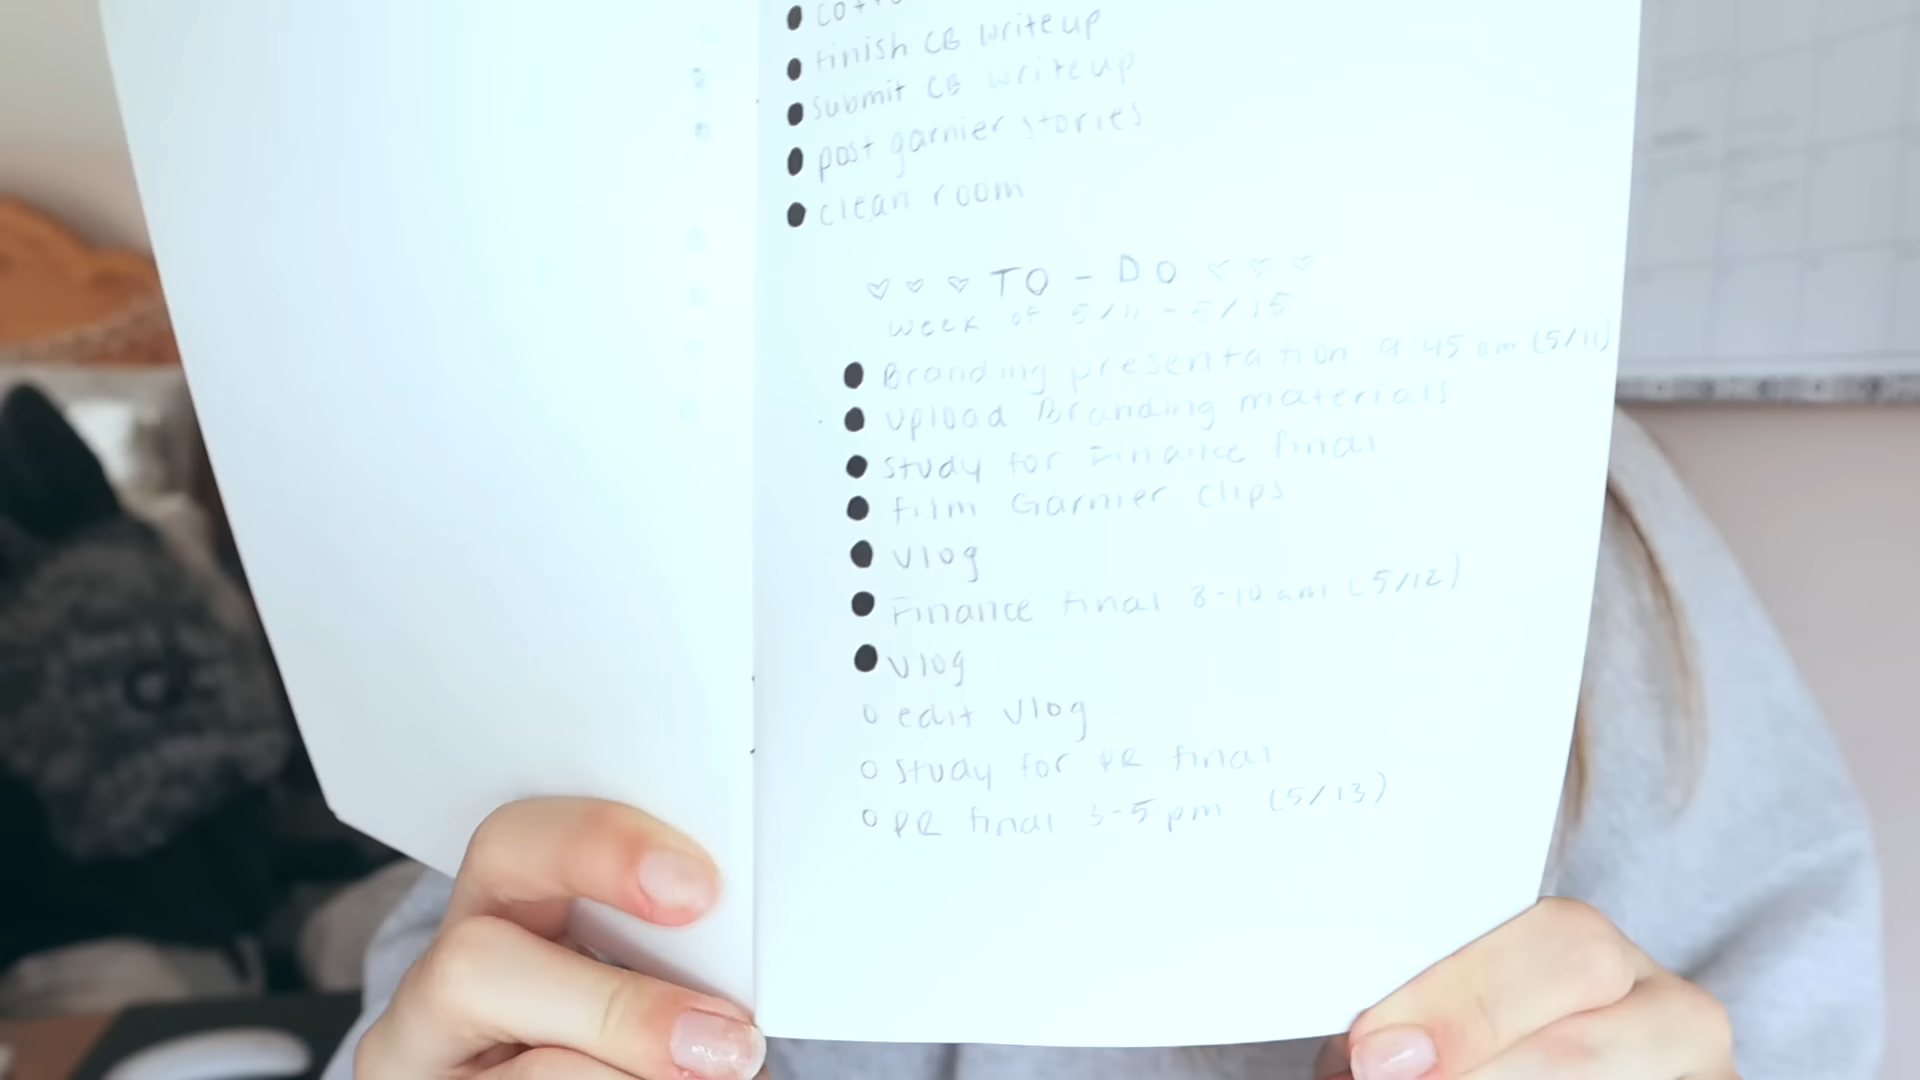 finish CB writeup
submit CB writeup
post garnier stories
clean room
♡ ♡ ♡ TO - DO ♡ ♡ ♡
week of 5/11 - 5/15
Branding presentation 9:45 am (5/11)
upload Branding materials
study for Finance final
film Garnier clips
vlog
Finance final 8-10 am (5/12)
vlog
edit vlog
study for PR final
PR final 3-5 pm (5/13)